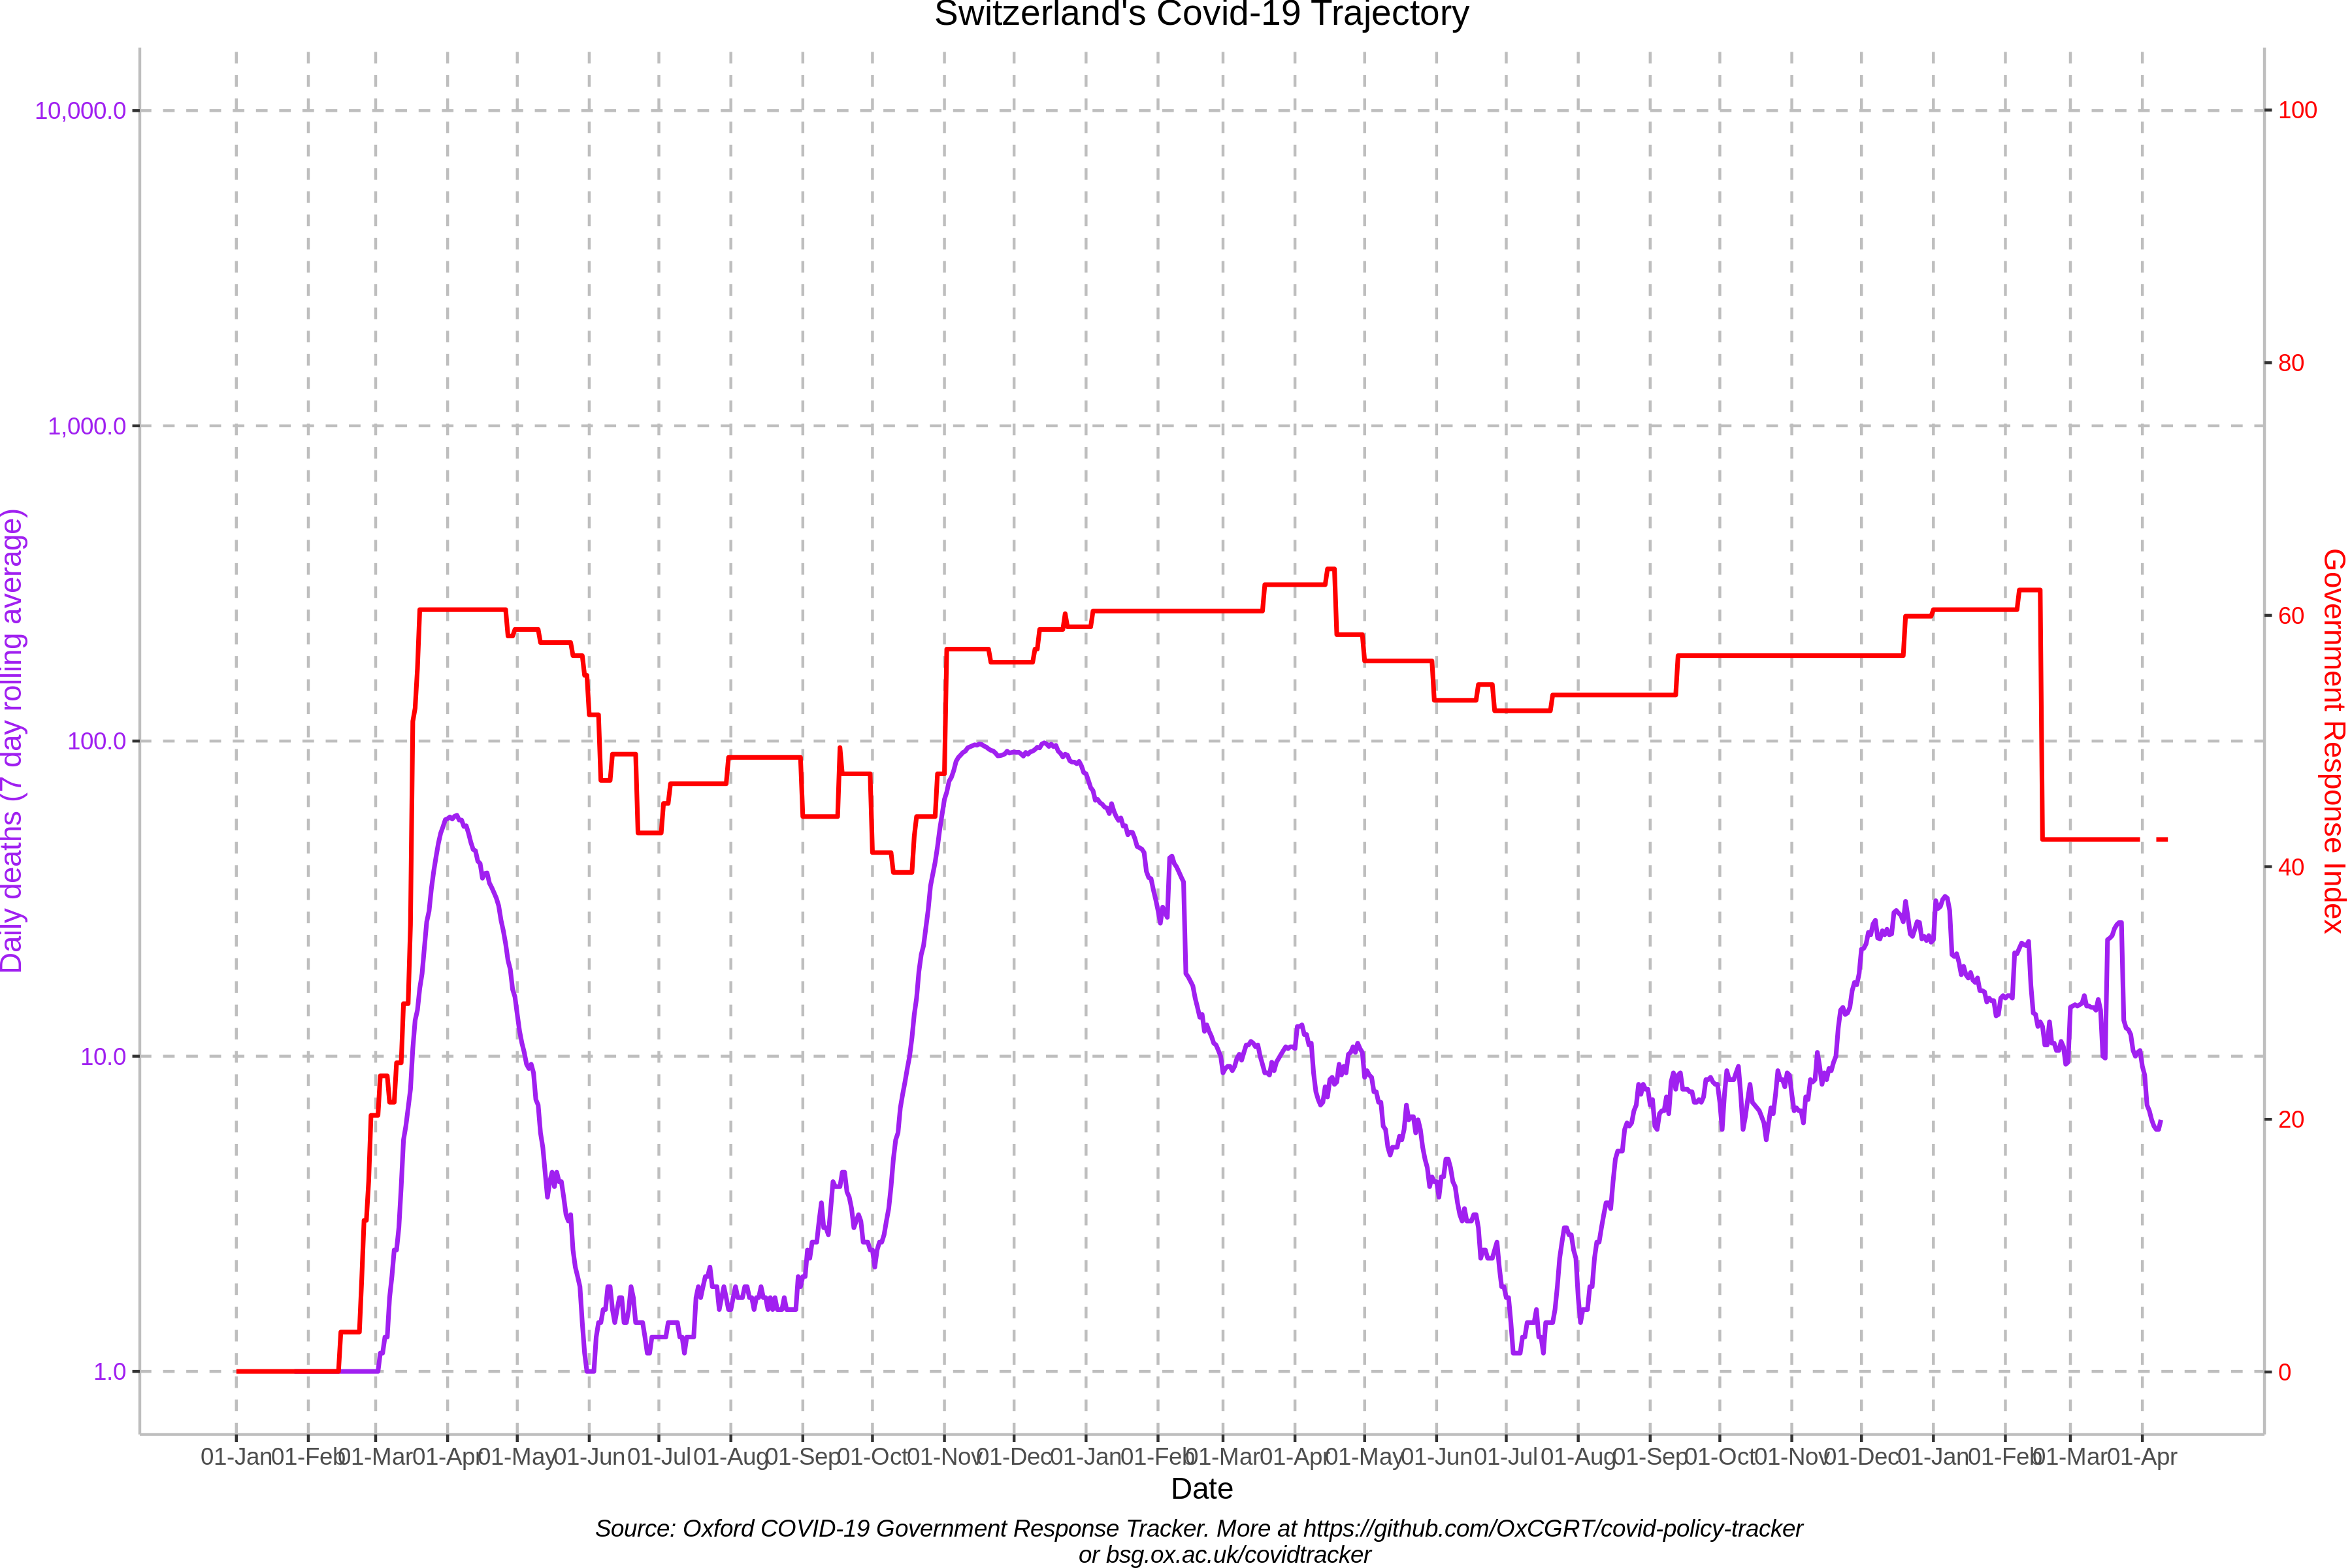 Switzerland's Covid-19 Trajectory
10,000.0
1,000.0
100.0
10.0
1.0
Daily deaths (7 day rolling average)
100
80
60
40
20
0
Government Response Index
01-Jan 01-Feb 01-Mar 01-Apr 01-May 01-Jun 01-Jul 01-Aug 01-Sep 01-Oct 01-Nov 01-Dec 01-Jan 01-Feb 01-Mar 01-Apr 01-May 01-Jun 01-Jul 01-Aug 01-Sep 01-Oct 01-Nov 01-Dec 01-Jan 01-Feb 01-Mar 01-Apr
Date
Source: Oxford COVID-19 Government Response Tracker. More at https://github.com/OxCGRT/covid-policy-tracker
or bsg.ox.ac.uk/covidtracker